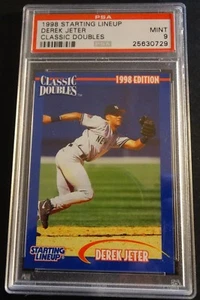 PSA
1998 STARTING LINEUP
DEREK JETER MINT
CLASSIC DOUBLES 9
25630729
CLASSIC
DOUBLES
1998 EDITION
STARTING
LINEUP
DEREK JETER